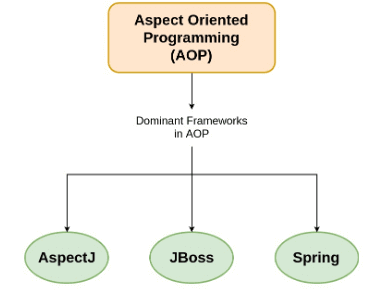 Aspect Oriented
Programming
(AOP)
Dominant Frameworks
in AOP
AspectJ
JBoss
Spring